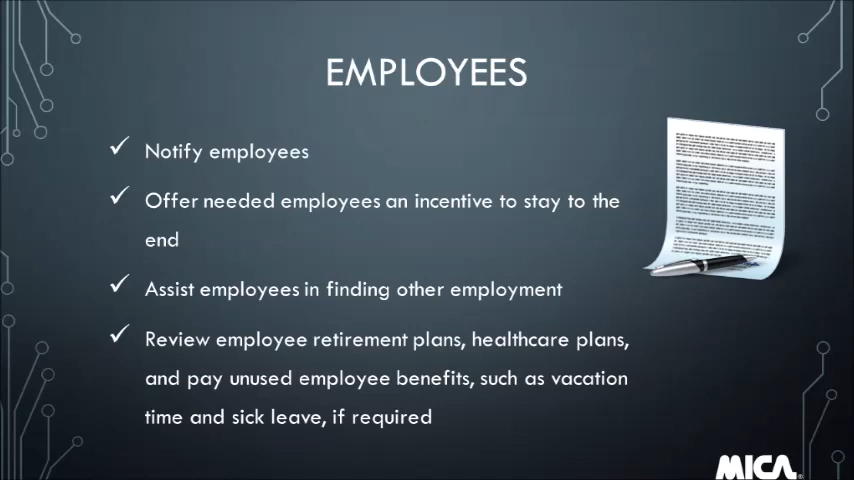 EMPLOYEES
✓ Notify employees
✓ Offer needed employees an incentive to stay to the
end
✓ Assist employees in finding other employment
✓ Review employee retirement plans, healthcare plans,
and pay unused employee benefits, such as vacation
time and sick leave, if required
MICA®